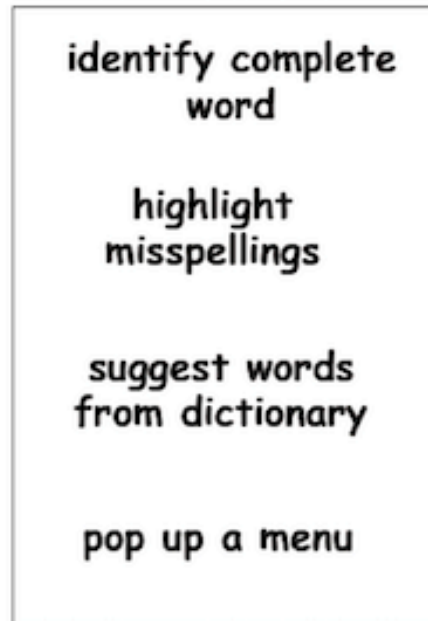 identify complete
word
highlight
misspellings
suggest words
from dictionary
pop up a menu